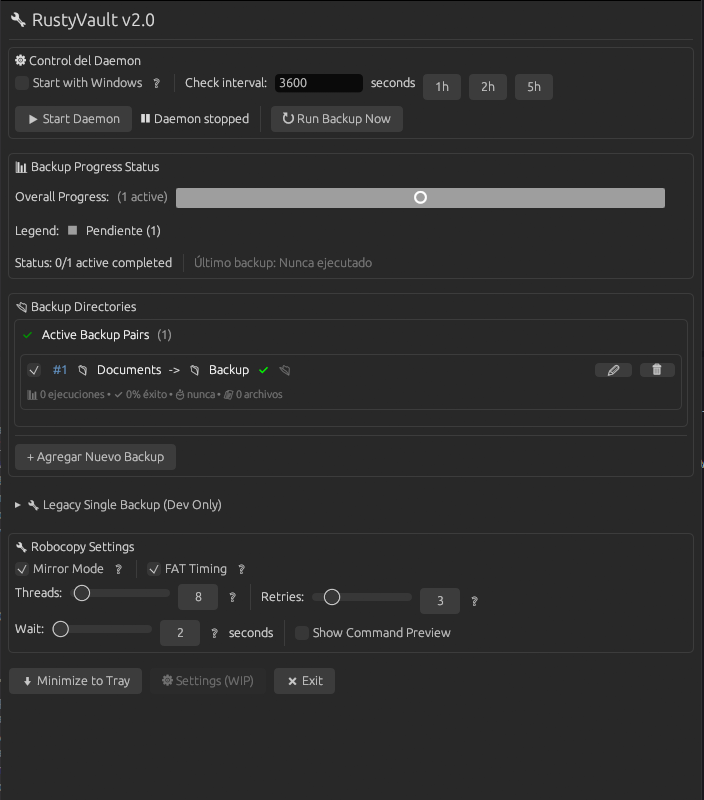 RustyVault v2.0
Control del Daemon
Start with Windows ? Check interval: 3600 seconds 1h 2h 5h
Start Daemon Daemon stopped Run Backup Now
Backup Progress Status
Overall Progress: (1 active)
Legend: Pendiente (1)
Status: 0/1 active completed Último backup: Nunca ejecutado
Backup Directories
Active Backup Pairs (1)
#1 Documents -> Backup
0 ejecuciones • ✓ 0% éxito • nunca • 0 archivos
+ Agregar Nuevo Backup
Legacy Single Backup (Dev Only)
Robocopy Settings
Mirror Mode ? FAT Timing ?
Threads: 8 ? Retries: 3 ?
Wait: 2 ? seconds Show Command Preview
Minimize to Tray Settings (WIP) Exit